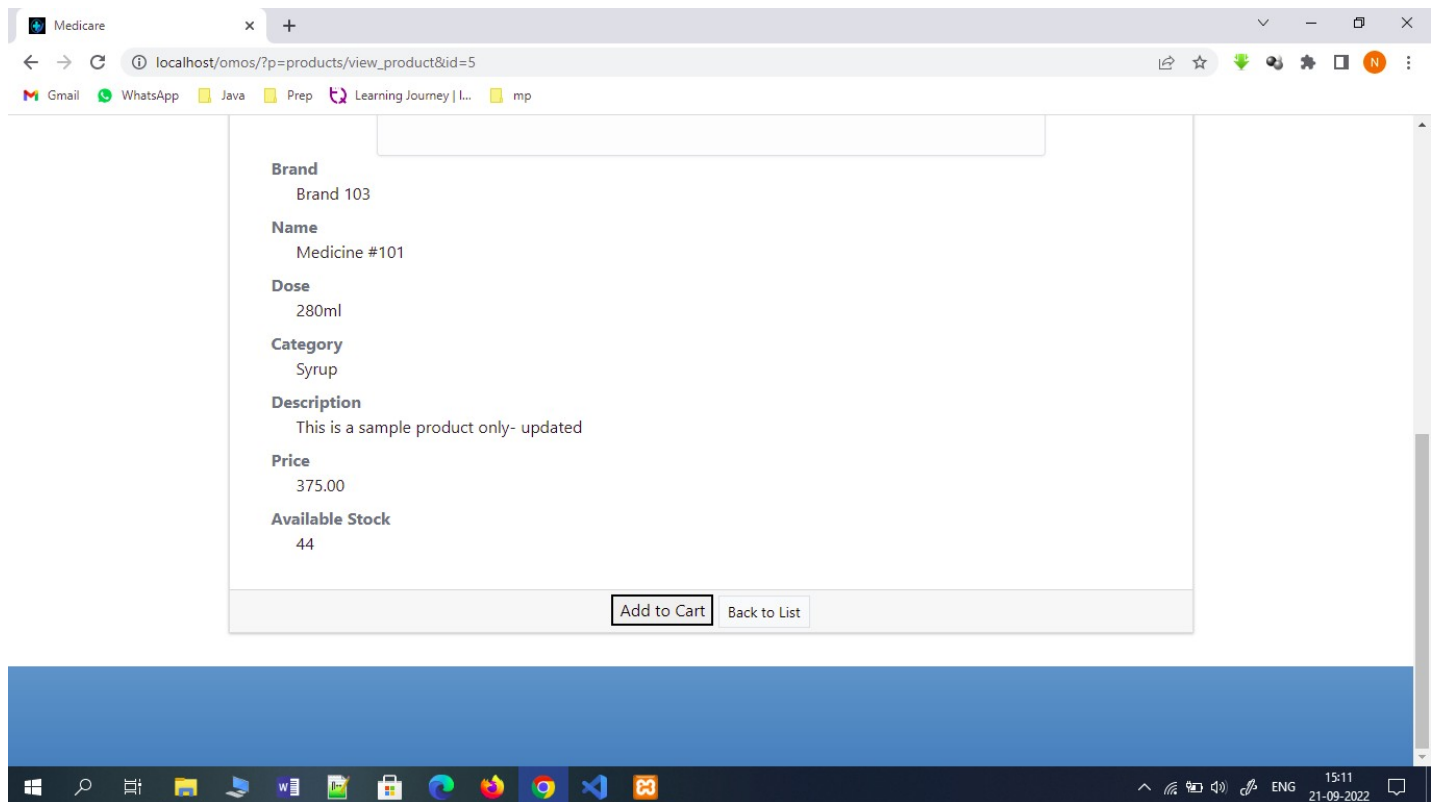 Medicare
localhost/omos/?p=products/view_product&id=5
N
Gmail WhatsApp Java Prep Learning Journey | I... mp
Brand
Brand 103
Name
Medicine #101
Dose
280ml
Category
Syrup
Description
This is a sample product only- updated
Price
375.00
Available Stock
44
Add to Cart Back to List
ENG
15:11
21-09-2022